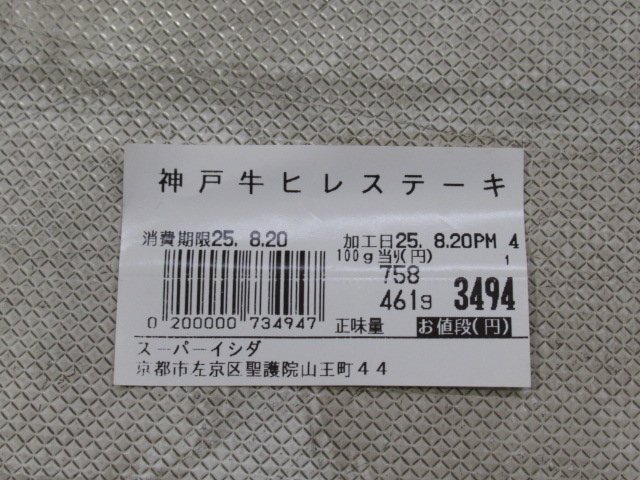 神戸牛ヒレステーキ
消費期限25. 8.20 加工日25. 8.20PM 4
100g当り(円) 1
758
461g 3494
0 200000 734947 正味量 お値段(円)
スーパーイシダ
京都市左京区聖護院山王町44